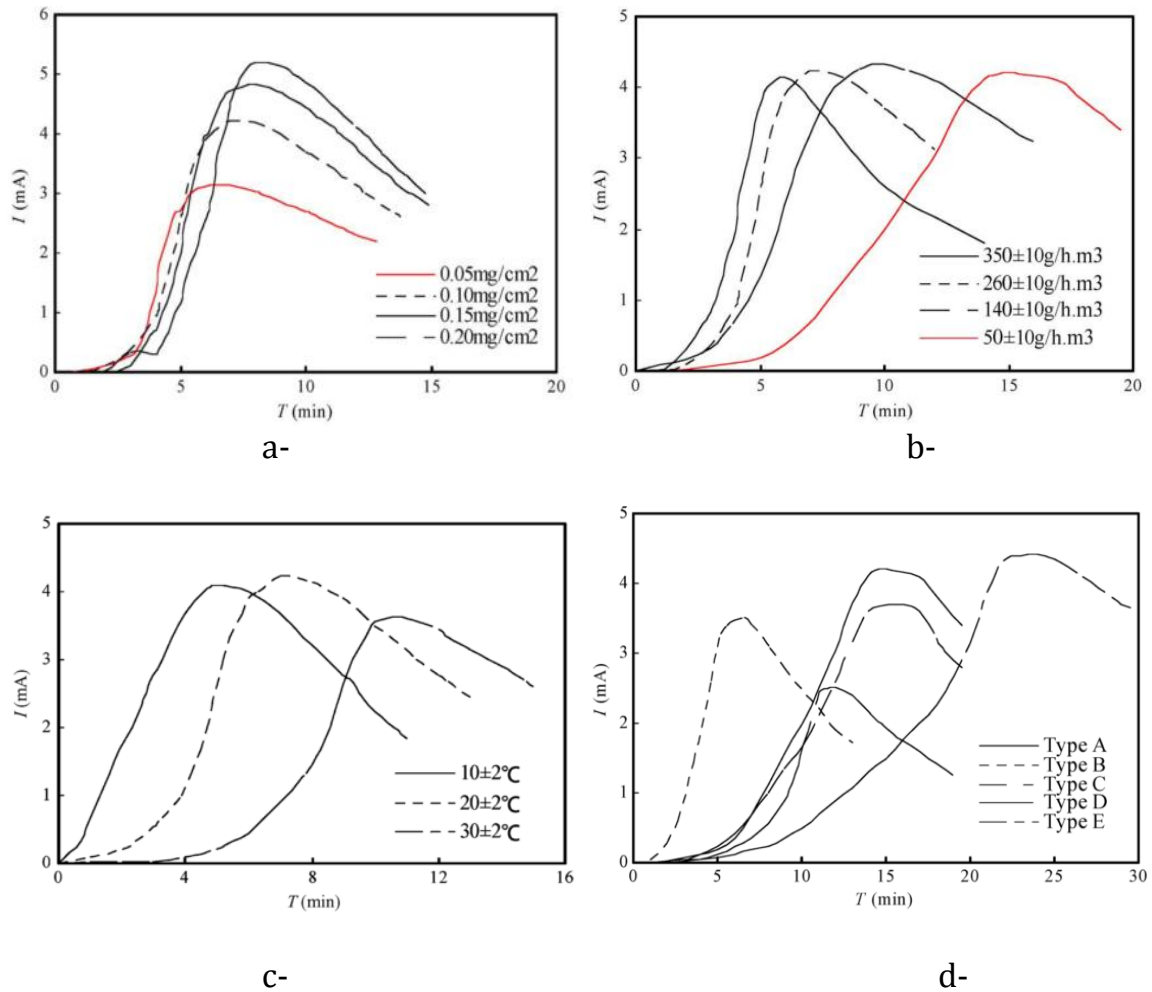 6
5
4
3
2
1
0
I (mA)
0.05mg/cm2
0.10mg/cm2
0.15mg/cm2
0.20mg/cm2
0 5 10 15 20
T (min)
a-
5
4
3
2
1
0
I (mA)
350±10g/h.m3
260±10g/h.m3
140±10g/h.m3
50±10g/h.m3
0 5 10 15 20
T (min)
b-
5
4
3
2
1
0
I (mA)
10±2℃
20±2℃
30±2℃
0 4 8 12 16
T (min)
c-
5
4
3
2
1
0
I (mA)
Type A
Type B
Type C
Type D
Type E
0 5 10 15 20 25 30
T (min)
d-